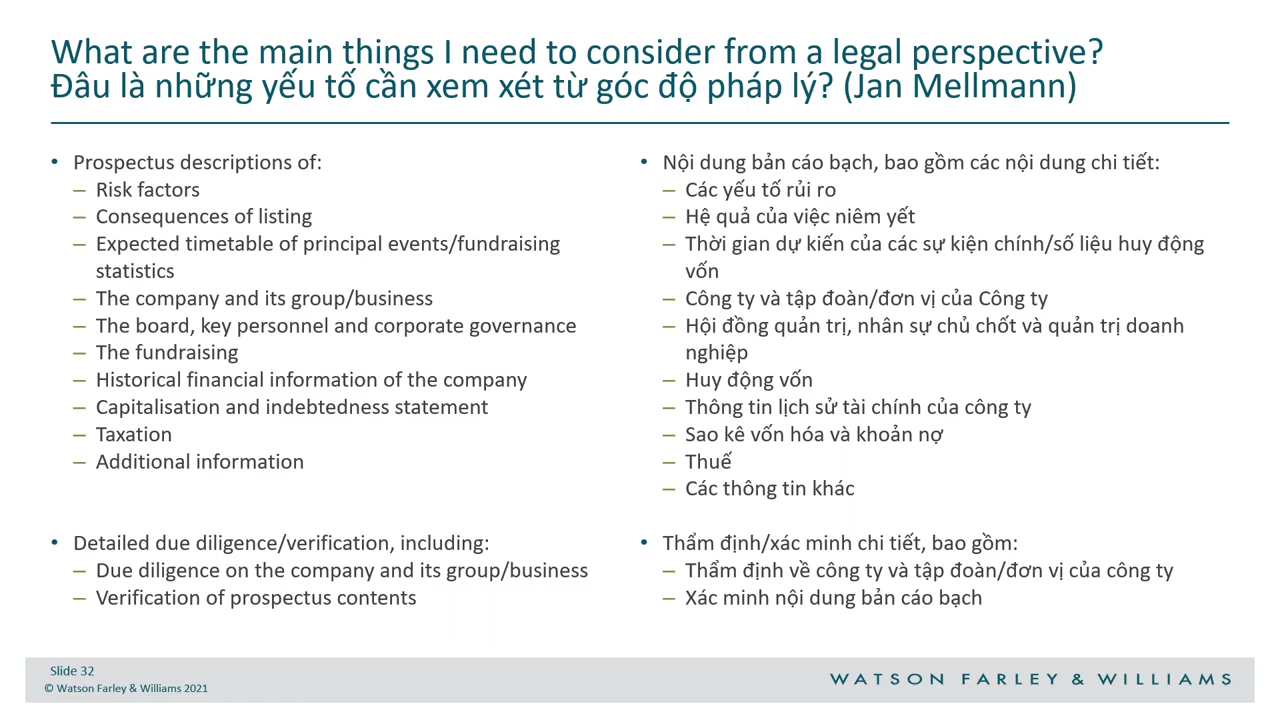 What are the main things I need to consider from a legal perspective?
Đâu là những yếu tố cần xem xét từ góc độ pháp lý? (Jan Mellmann)
• Prospectus descriptions of:
– Risk factors
– Consequences of listing
– Expected timetable of principal events/fundraising
statistics
– The company and its group/business
– The board, key personnel and corporate governance
– The fundraising
– Historical financial information of the company
– Capitalisation and indebtedness statement
– Taxation
– Additional information
• Detailed due diligence/verification, including:
– Due diligence on the company and its group/business
– Verification of prospectus contents
• Nội dung bản cáo bạch, bao gồm các nội dung chi tiết:
– Các yếu tố rủi ro
– Hệ quả của việc niêm yết
– Thời gian dự kiến của các sự kiện chính/số liệu huy động
vốn
– Công ty và tập đoàn/đơn vị của Công ty
– Hội đồng quản trị, nhân sự chủ chốt và quản trị doanh
nghiệp
– Huy động vốn
– Thông tin lịch sử tài chính của công ty
– Sao kê vốn hóa và khoản nợ
– Thuế
– Các thông tin khác
• Thẩm định/xác minh chi tiết, bao gồm:
– Thẩm định về công ty và tập đoàn/đơn vị của công ty
– Xác minh nội dung bản cáo bạch
Slide 32
© Watson Farley & Williams 2021
WATSON FARLEY & WILLIAMS